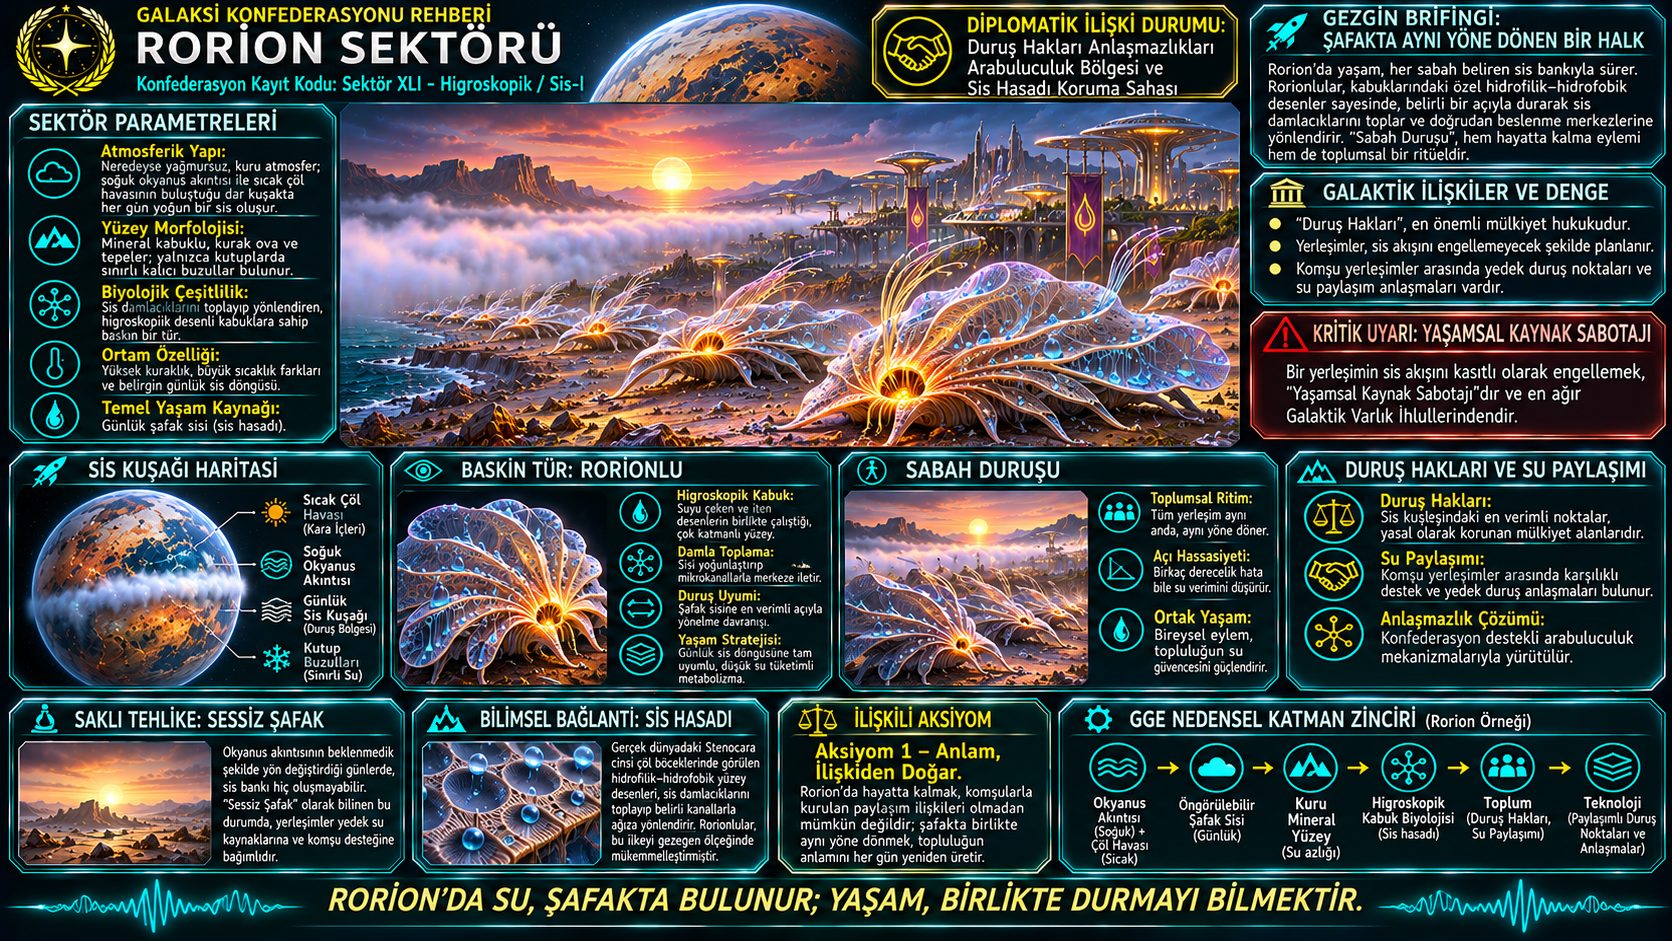 GALAKSİ KONFEDERASYONU REHBERİ
RORİON SEKTÖRÜ
Konfederasyon Kayıt Kodu: Sektör XLI – Higroskopik / Sis-I
DİPLOMATİK İLİŞKİ DURUMU:
Duruş Hakları Anlaşmazlıkları
Arabuluculuk Bölgesi ve
Sis Hasadı Koruma Sahası
GEZGİN BRİFİNGİ:
ŞAFAKTA AYNI YÖNE DÖNEN BİR HALK
Rorion’da yaşam, her sabah beliren sis bankıyla sürer.
Rorionlular, kabuklarındaki özel hidrofilik–hidrofobik
desenler sayesinde, belirli bir açıyla durarak sis
damlacıklarını toplar ve doğrudan beslenme merkezlerine
yönlendirir. “Sabah Duruşu”, hem hayatta kalma eylemi
hem de toplumsal bir ritüeldir.
SEKTÖR PARAMETRELERİ
Atmosferik Yapı:
Neredeyse yağmursuz, kuru atmosfer;
soğuk okyanus akıntısı ile sıcak çöl
havasının buluştuğu dar kuşakta
her gün yoğun bir sis oluşur.
Yüzey Morfolojisi:
Mineral kabuklu, kurak ova ve
tepeler; yalnızca kutuplarda
sınırlı kalıcı buzullar bulunur.
Biyolojik Çeşitlilik:
Sis damlacıklarını toplayıp yönlendiren,
higroskopiik desenli kabuklara sahip
baskın bir tür.
Ortam Özelliği:
Yüksek kuraklık, büyük sıcaklık farkları
ve belirgin günlük sis döngüsü.
Temel Yaşam Kaynağı:
Günlük şafak sisi (sis hasadı).
GALAKTİK İLİŞKİLER VE DENGE
“Duruş Hakları”, en önemli mülkiyet hukukudur.
Yerleşimler, sis akışını engellemeyecek şekilde planlanır.
Komşu yerleşimler arasında yedek duruş noktaları ve
su paylaşım anlaşmaları vardır.
KRİTİK UYARI: YAŞAMSAL KAYNAK SABOTAJI
Bir yerleşimin sis akışını kasıtlı olarak engellemek,
“Yaşamsal Kaynak Sabotajı”dır ve en ağır
Galaktik Varlık İhlullerindendir.
SİS KUŞAĞI HARİTASI
Sıcak Çöl
Havası
(Kara İçleri)
Soğuk
Okyanus
Akıntısı
Günlük
Sis Kuşağı
(Duruş Bölgesi)
Kutup
Buzulları
(Sınırlı Su)
BASKIN TÜR: RORİONLU
Higroskopik Kabuk:
Suyu çeken ve iten
desenlerin birlikte çalıştığı,
çok katmanlı yüzey.
Damla Toplama:
Sisi yoğunlaştırıp
mikrokanallarla merkeze iletir.
Duruş Uyumi:
Şafak sisine en verimli açıyla
yönelme davranışı.
Yaşam Stratejisi:
Günlük sis döngüsüne tam
uyumlu, düşük su tüketimli
metabolizma.
SABAH DURUŞU
Toplumsal Ritim:
Tüm yerleşim aynı
anda, aynı yöne döner.
Açı Hassasiyeti:
Birkaç derecelik hata
bile su verimini düşürür.
Ortak Yaşam:
Bireysel eylem,
topluluğun su
güvencesini güçlendirir.
DURUŞ HAKLARI VE SU PAYLAŞIMI
Duruş Hakları:
Sis kuşleşindaki en verimli noktalar,
yasal olarak korunan mülkiyet alanlarıdır.
Su Paylaşımı:
Komşu yerleşimler arasında karşılıklı
destek ve yedek duruş anlaşmaları bulunur.
Anlaşmazlık Çözümü:
Konfederasyon destekli arabuluculuk
mekanizmalarıyla yürütülür.
SAKLI TEHLİKE: SESSİZ ŞAFAK
Okyanus akıntısının beklenmedik
şekilde yön değiştirdiği günlerde,
sis bankı hiç oluşmayabilir.
“Sessiz Şafak” olarak bilinen bu
durumda, yerleşimler yedek su
kaynaklarına ve komşu desteğine
bağımlıdır.
BİLİMSEL BAĞLANTI: SİS HASADI
Gerçek dünyadaki Stenocara
cinsi çöl böceklerinde görülen
hidrofilik–hidrofobik yüzey
desenleri, sis damlacıklarını
toplayıp belirli kanallarla
ağıza yönlendirir. Rorionlular,
bu ilkeyi gezegen ölçeğinde
mükemmelleştirmiştir.
İLİŞKİLİ AKSİYOM
Aksiyom 1 – Anlam,
İlişkiden Doğar.
Rorion’da hayatta kalmak, komşularla
kurulan paylaşım ilişkileri olmadan
mümkün değildir; şafakta birlikte
aynı yöne dönmek, topluluğun
anlamını her gün yeniden üretir.
GGE NEDENSEL KATMAN ZİNCİRİ (Rorion Örneği)
Okyanus
Akıntısı
(Soğuk) +
Çöl Havası
(Sıcak)
Öngörülebilir
Şafak Sisi
(Günlük)
Kuru
Mineral
Yüzey
(Su azlığı)
Higroskopik
Kabuk Biyolojisi
(Sis hasadı)
Toplum
(Duruş Hakları,
Su Paylaşımı)
Teknoloji
(Paylaşımlı Duruş
Noktaları ve
Anlaşmalar)
RORİON’DA SU, ŞAFAKTA BULUNUR; YAŞAM, BİRLİKTE DURMAYI BİLMEKTİR.